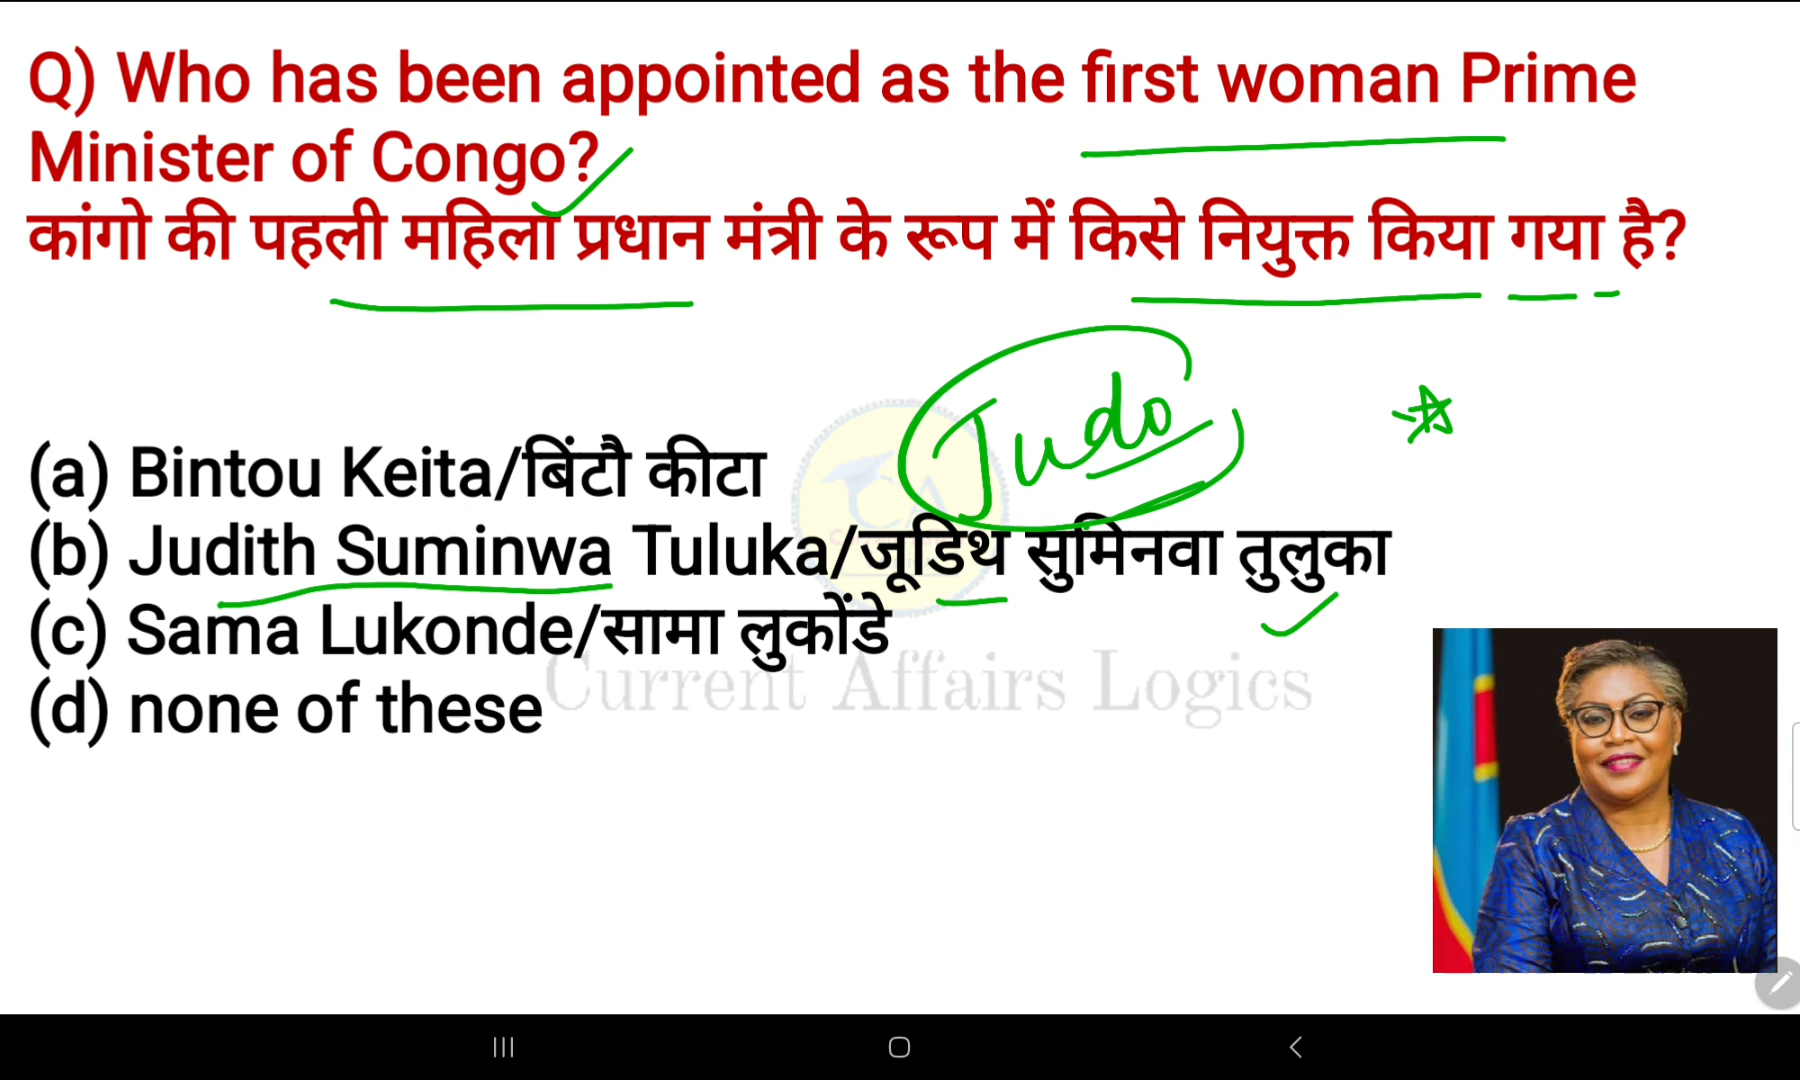 Q) Who has been appointed as the first woman Prime
Minister of Congo?
कांगो की पहली महिला प्रधान मंत्री के रूप में किसे नियुक्त किया गया है?
Judo
(a) Bintou Keita/बिंटौ कीटा
(b) Judith Suminwa Tuluka/जूडिथ सुमिनवा तुलुका
(c) Sama Lukonde/सामा लुकोंडे
Current Affairs Logics
(d) none of these